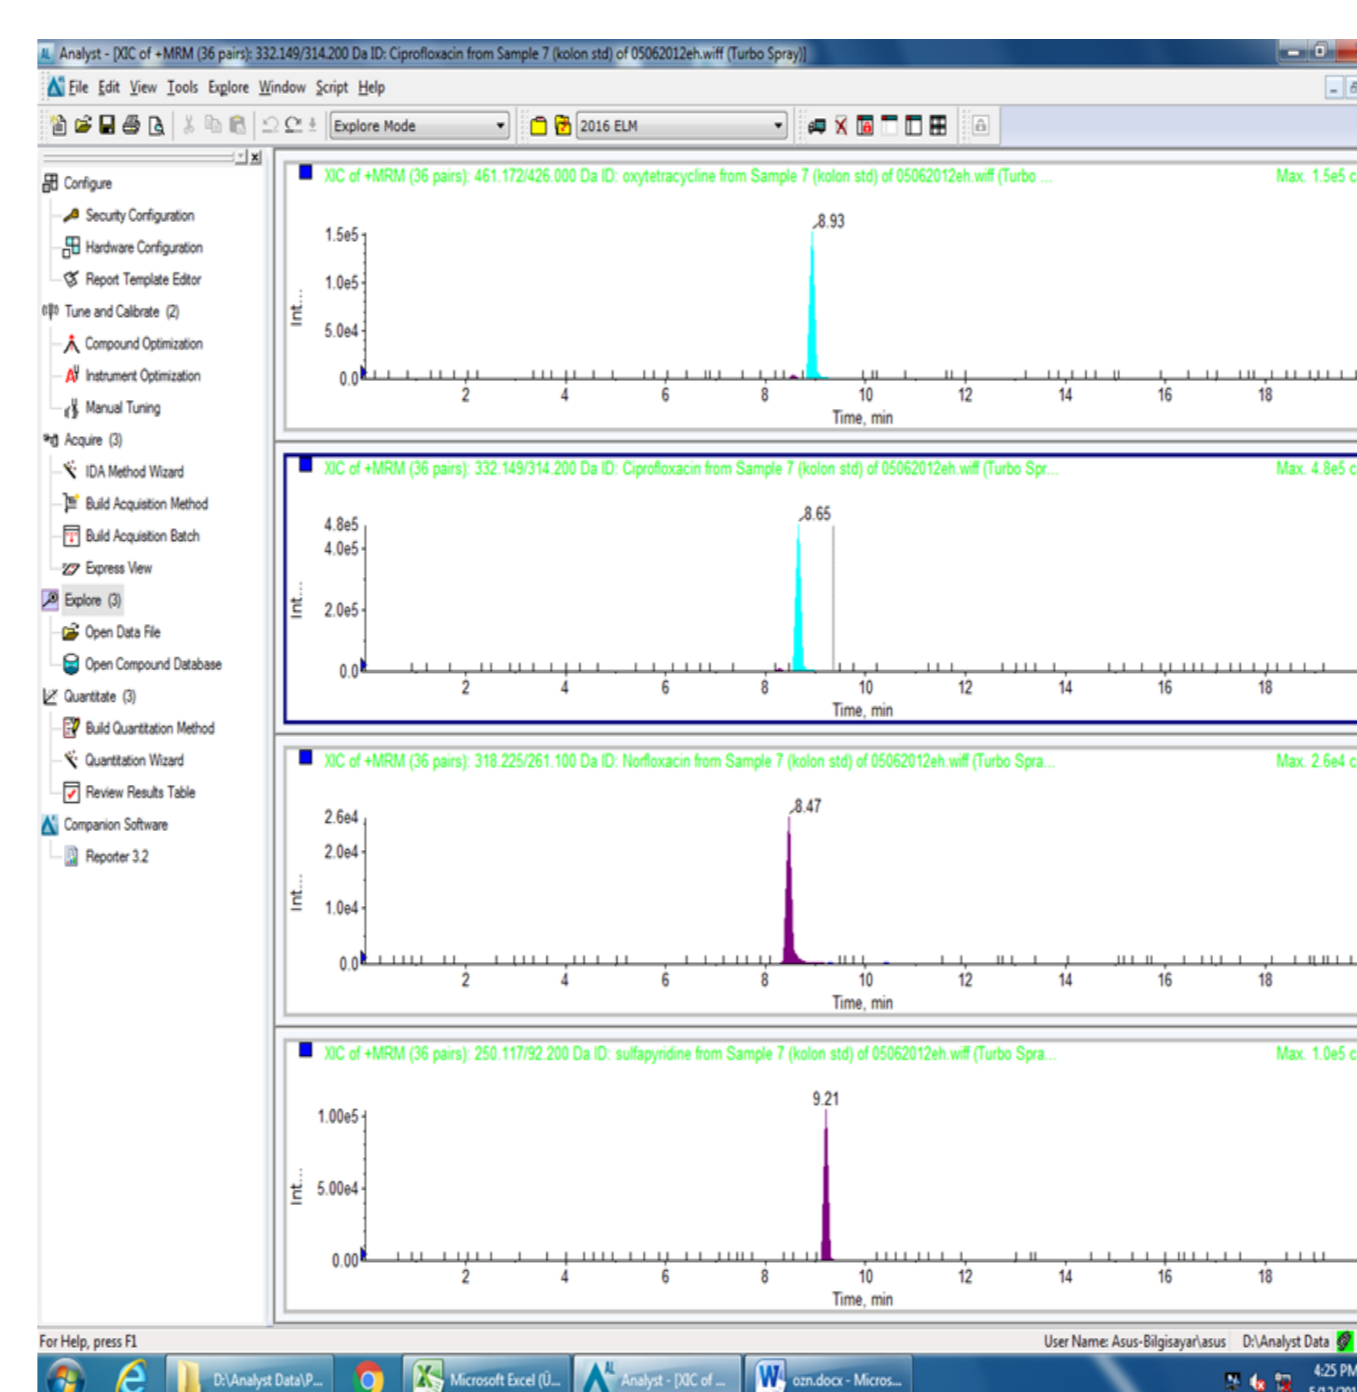 Analyst - [XIC of +MRM (36 pairs): 332.149/314.200 Da ID: Ciprofloxacin from Sample 7 (kolon std) of 05062012eh.wiff (Turbo Spray)]
File Edit View Tools Explore Window Script Help
Explore Mode 2016 ELM
Configure
Security Configuration
Hardware Configuration
Report Template Editor
Tune and Calibrate (2)
Compound Optimization
Instrument Optimization
Manual Tuning
Acquire (3)
IDA Method Wizard
Build Acquisition Method
Build Acquisition Batch
Express View
Explore (3)
Open Data File
Open Compound Database
Quantitate (3)
Build Quantitation Method
Quantitation Wizard
Review Results Table
Companion Software
Reporter 3.2
XIC of +MRM (36 pairs): 461.172/426.000 Da ID: oxytetracycline from Sample 7 (kolon std) of 05062012eh.wiff (Turbo ... Max. 1.5e5 c
8.93
1.5e5
1.0e5
5.0e4
0.0
Int...
2 4 6 8 10 12 14 16 18
Time, min
XIC of +MRM (36 pairs): 332.149/314.200 Da ID: Ciprofloxacin from Sample 7 (kolon std) of 05062012eh.wiff (Turbo Spr... Max. 4.8e5 c
8.65
4.8e5
4.0e5
2.0e5
0.0
Int...
2 4 6 8 10 12 14 16 18
Time, min
XIC of +MRM (36 pairs): 318.225/261.100 Da ID: Norfloxacin from Sample 7 (kolon std) of 05062012eh.wiff (Turbo Spra... Max. 2.6e4 c
8.47
2.6e4
2.0e4
1.0e4
0.0
Int...
2 4 6 8 10 12 14 16 18
Time, min
XIC of +MRM (36 pairs): 250.117/92.200 Da ID: sulfapyridine from Sample 7 (kolon std) of 05062012eh.wiff (Turbo Spra... Max. 1.0e5 c
9.21
1.00e5
5.00e4
0.00
Int...
2 4 6 8 10 12 14 16 18
Time, min
For Help, press F1 User Name: Asus-Bilgisayar\asus D:\Analyst Data
D:\Analyst Data\P... Microsoft Excel (Ü... Analyst - [XIC of ... ozn.docx - Micros... 4:25 PM